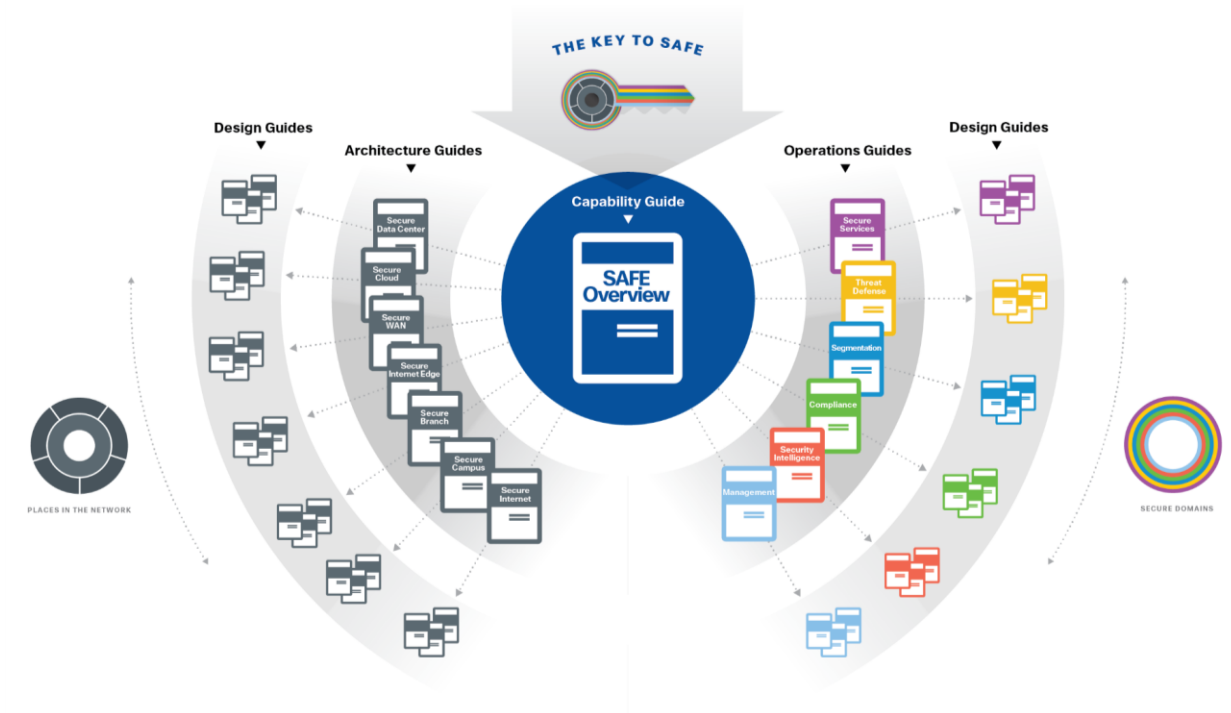 THE KEY TO SAFE
Design Guides
Architecture Guides
Operations Guides
Design Guides
Capability Guide
SAFE
Overview
Secure
Data Center
Secure
Cloud
Secure
WAN
Secure
Internet Edge
Secure
Branch
Secure
Campus
Secure
Internet
Secure
Services
Threat
Defense
Segmentation
Compliance
Security
Intelligence
Management
PLACES IN THE NETWORK
SECURE DOMAINS